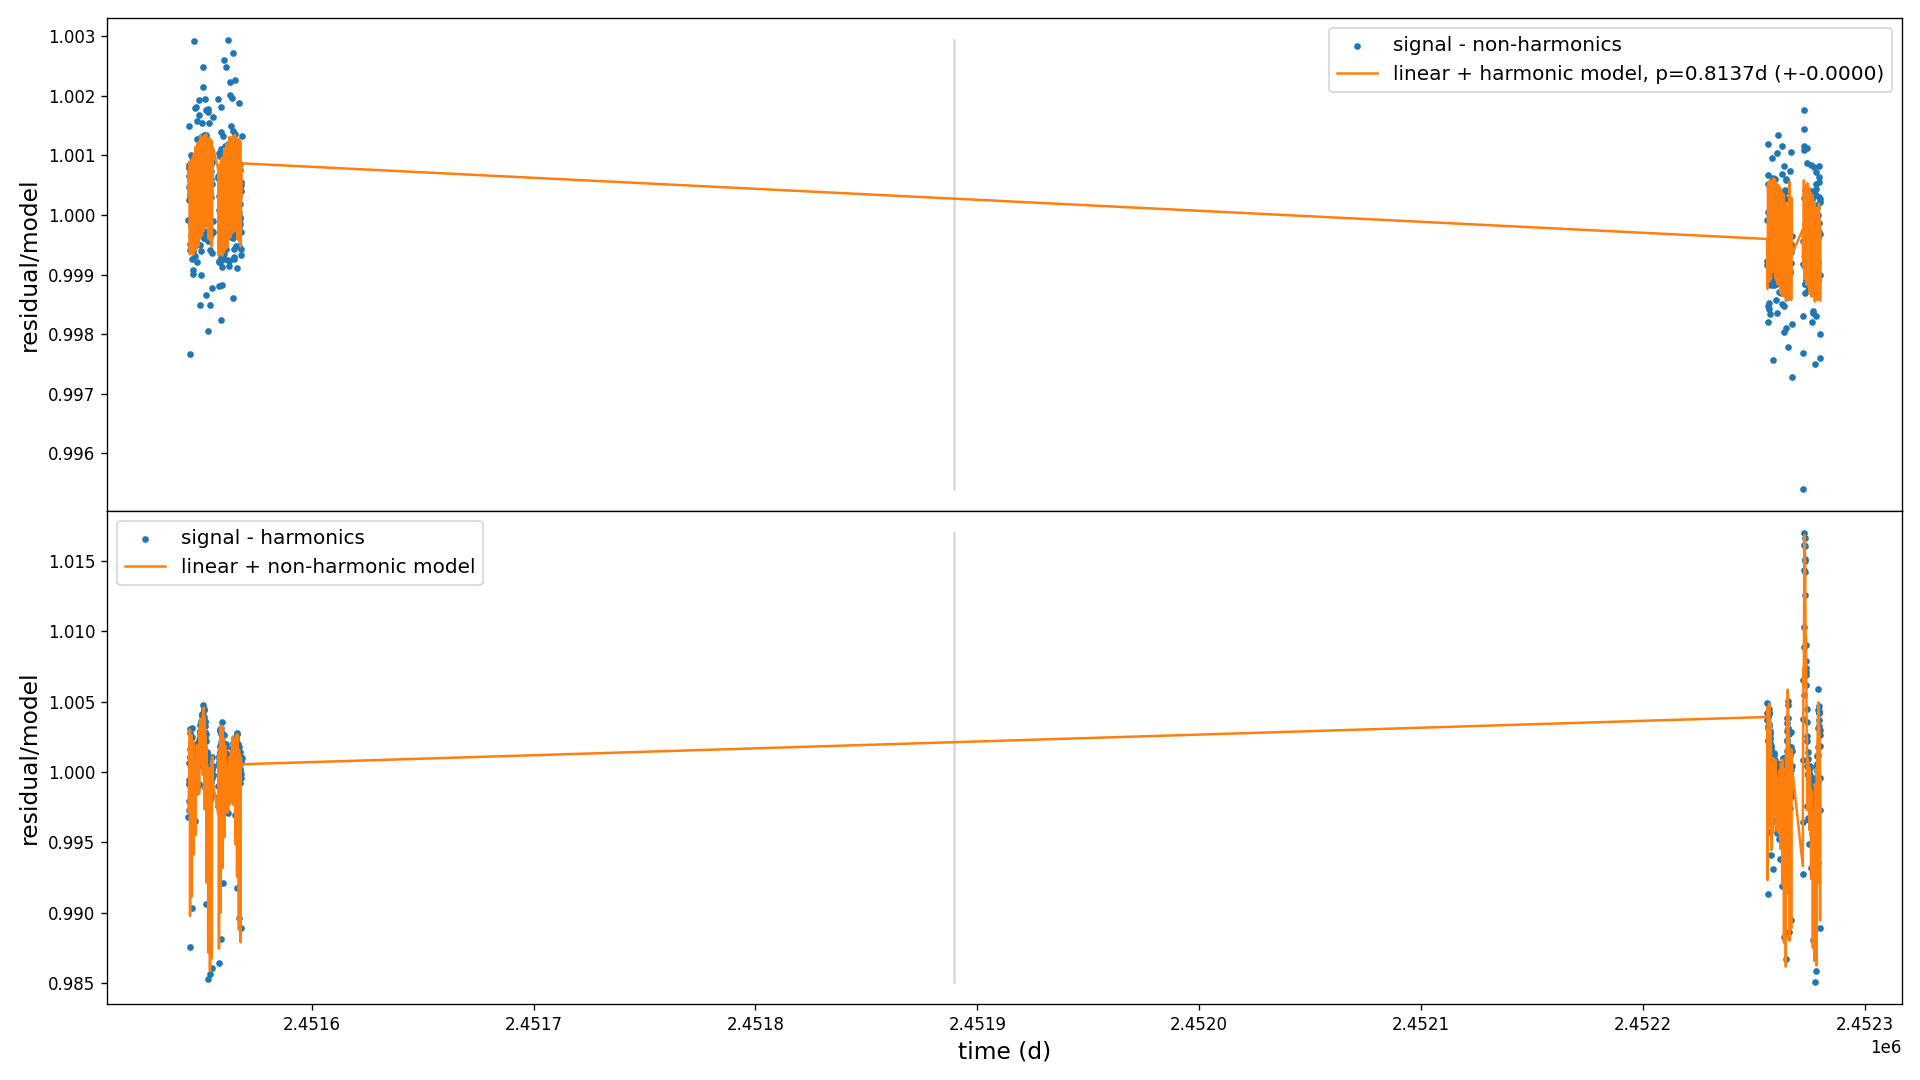 1.003
1.002
1.001
1.000
0.999
0.998
0.997
0.996
residual/model
signal - non-harmonics
linear + harmonic model, p=0.8137d (+-0.0000)
1.015
1.010
1.005
1.000
0.995
0.990
0.985
residual/model
signal - harmonics
linear + non-harmonic model
2.4516 2.4517 2.4518 2.4519 2.4520 2.4521 2.4522 2.4523
1e6
time (d)